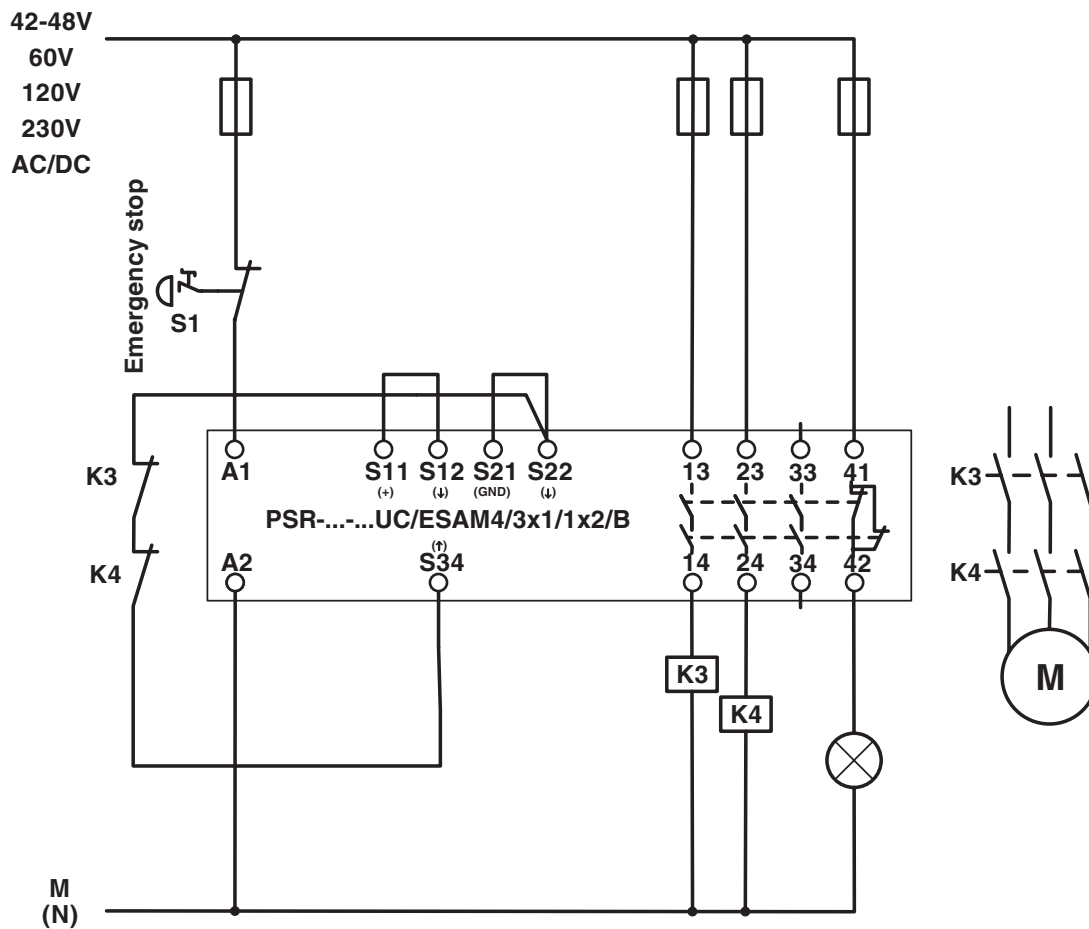 42-48V
60V
120V
230V
AC/DC
Emergency stop
S1
K3
K4
A1
S11
S12
S21
S22
13
23
33
41
(+)
(↓)
(GND)
(↓)
PSR-...-...UC/ESAM4/3x1/1x2/B
(↑)
A2
S34
14
24
34
42
K3
K4
K3
K4
M
M
(N)